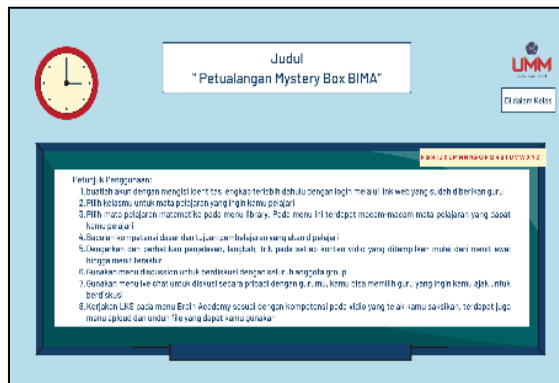 Judul
" Petualangan Mystery Box BIMA"
UMM
Di dalam Kelas
Petunjuk Penggunaan:
1. buatlah akun dengan mengisi identitas lengkap terlebih dahulu dengan login melalui link web yang sudah diberikan guru
2. Pilih kelasmu untuk mata pelajaran yang ingin kamu pelajari
3. Pilih mata pelajaran matematika pada menu library. Pada menu ini terdapat macam-macam mata pelajaran yang dapat
kamu pelajari
4. Bacalah kompetensi dasar dan tujuan pembelajaran yang akan dipelajari
5. Dengarkan dan perhatikan penjelasan, langkah, trik pada setiap konten vidio yang ditampilkan mulai dari menit awal
hingga menit terakhir
6. Gunakan menu discussion untuk berdiskusi dengan seluruh anggota group
7. Gunakan menu live chat untuk diskusi secara pribadi dengan gurumu, kamu bisa memilih guru yang ingin kamu ajak untuk
berdiskusi
8. Kerjakan LKS pada menu Brain Academy sesuai dengan kompetensi pada vidio yang telak kamu saksikan, terdapat juga
menu aploud dan unduh file yang dapat kamu gunakan